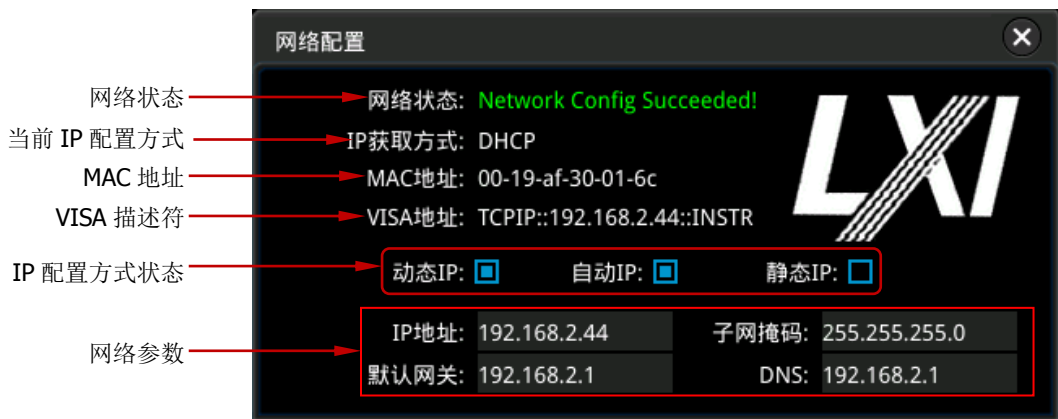 网络配置
网络状态 网络状态: Network Config Succeeded!
当前 IP 配置方式 IP获取方式: DHCP
MAC 地址 MAC地址: 00-19-af-30-01-6c
VISA 描述符 VISA地址: TCPIP::192.168.2.44::INSTR
LXI
IP 配置方式状态 动态IP: 自动IP: 静态IP:
IP地址: 192.168.2.44 子网掩码: 255.255.255.0
网络参数
默认网关: 192.168.2.1 DNS: 192.168.2.1